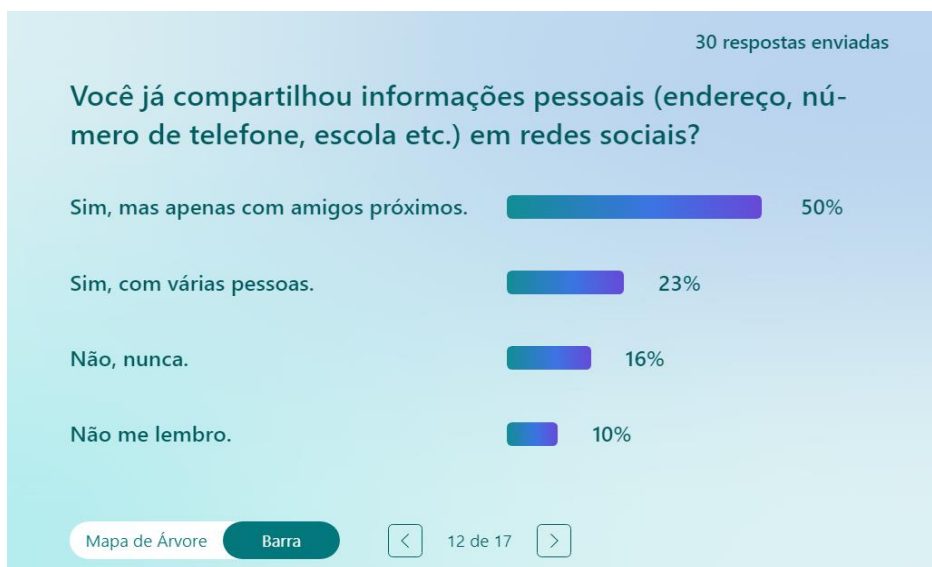 30 respostas enviadas
Você já compartilhou informações pessoais (endereço, nú-
mero de telefone, escola etc.) em redes sociais?
Sim, mas apenas com amigos próximos. 50%
Sim, com várias pessoas. 23%
Não, nunca. 16%
Não me lembro. 10%
Mapa de Árvore Barra < 12 de 17 >